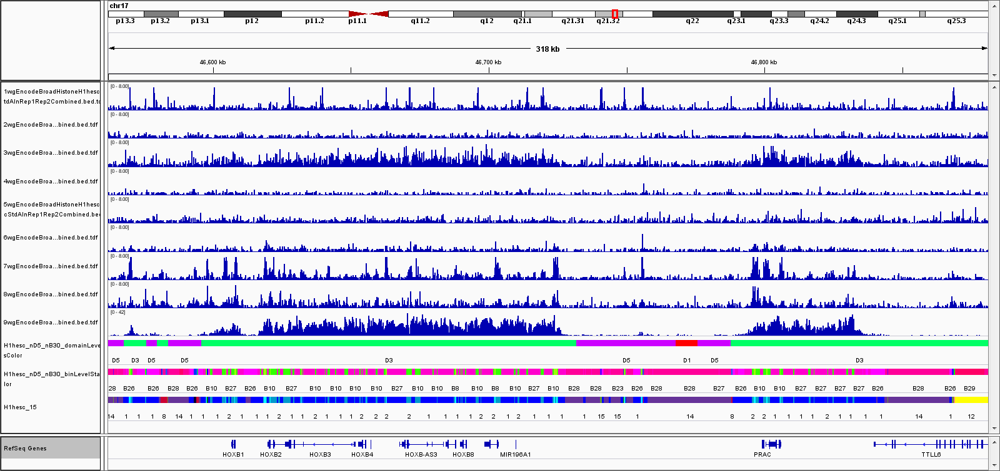 chr17
p13.3 p13.2 p13.1 p12 p11.2 p11.1 q11.2 q12 q21.1 q21.31 q21.32 q22 q23.1 q23.3 q24.2 q24.3 q25.1 q25.3
318 kb
46,600 kb 46,700 kb 46,800 kb
[0 - 8.00]
1wgEncodeBroadHistoneH1hesc
tdAlnRep1Rep2Combined.bed.td
[0 - 8.00]
2wgEncodeBroa...bined.bed.tdf
[0 - 8.00]
3wgEncodeBroa...bined.bed.tdf
[0 - 8.00]
4wgEncodeBroa...bined.bed.tdf
[0 - 8.00]
5wgEncodeBroadHistoneH1hesc
cStdAlnRep1Rep2Combined.bed
[0 - 8.00]
6wgEncodeBroa...bined.bed.tdf
[0 - 8.00]
7wgEncodeBroa...bined.bed.tdf
[0 - 8.00]
8wgEncodeBroa...bined.bed.tdf
[0 - 42]
9wgEncodeBroa...bined.bed.tdf
H1hesc_nD5_nB30_domainLeve
sColor
D5 D3 D5 D5 D3 D5 D1 D5 D3
H1hesc_nD5_nB30_binLevelSta
lor
28 B26 B26 B28 B26 B10 B27 B26 B10 B27 B10 B10 B10 B27 B10 B10 B8 B10 B8 B10 B27 B10 B28 B28 B23 B26 B28 B28 B27 B26 B10 B10 B27 B27 B27 B27 B26 B28 B26 B29
H1hesc_15
14 1 1 1 8 14 1 1 1 2 1 1 1 2 1 1 2 1 1 1 2 2 2 2 1 1 1 1 2 2 1 2 1 1 1 1 15 15 1 14 8 2 2 1 1 1 1 2 1 1 1 1 14 1 12
RefSeq Genes
HOXB1 HOXB2 HOXB3 HOXB4 HOXB-AS3 HOXB8 MIR196A1 PRAC TTLL6